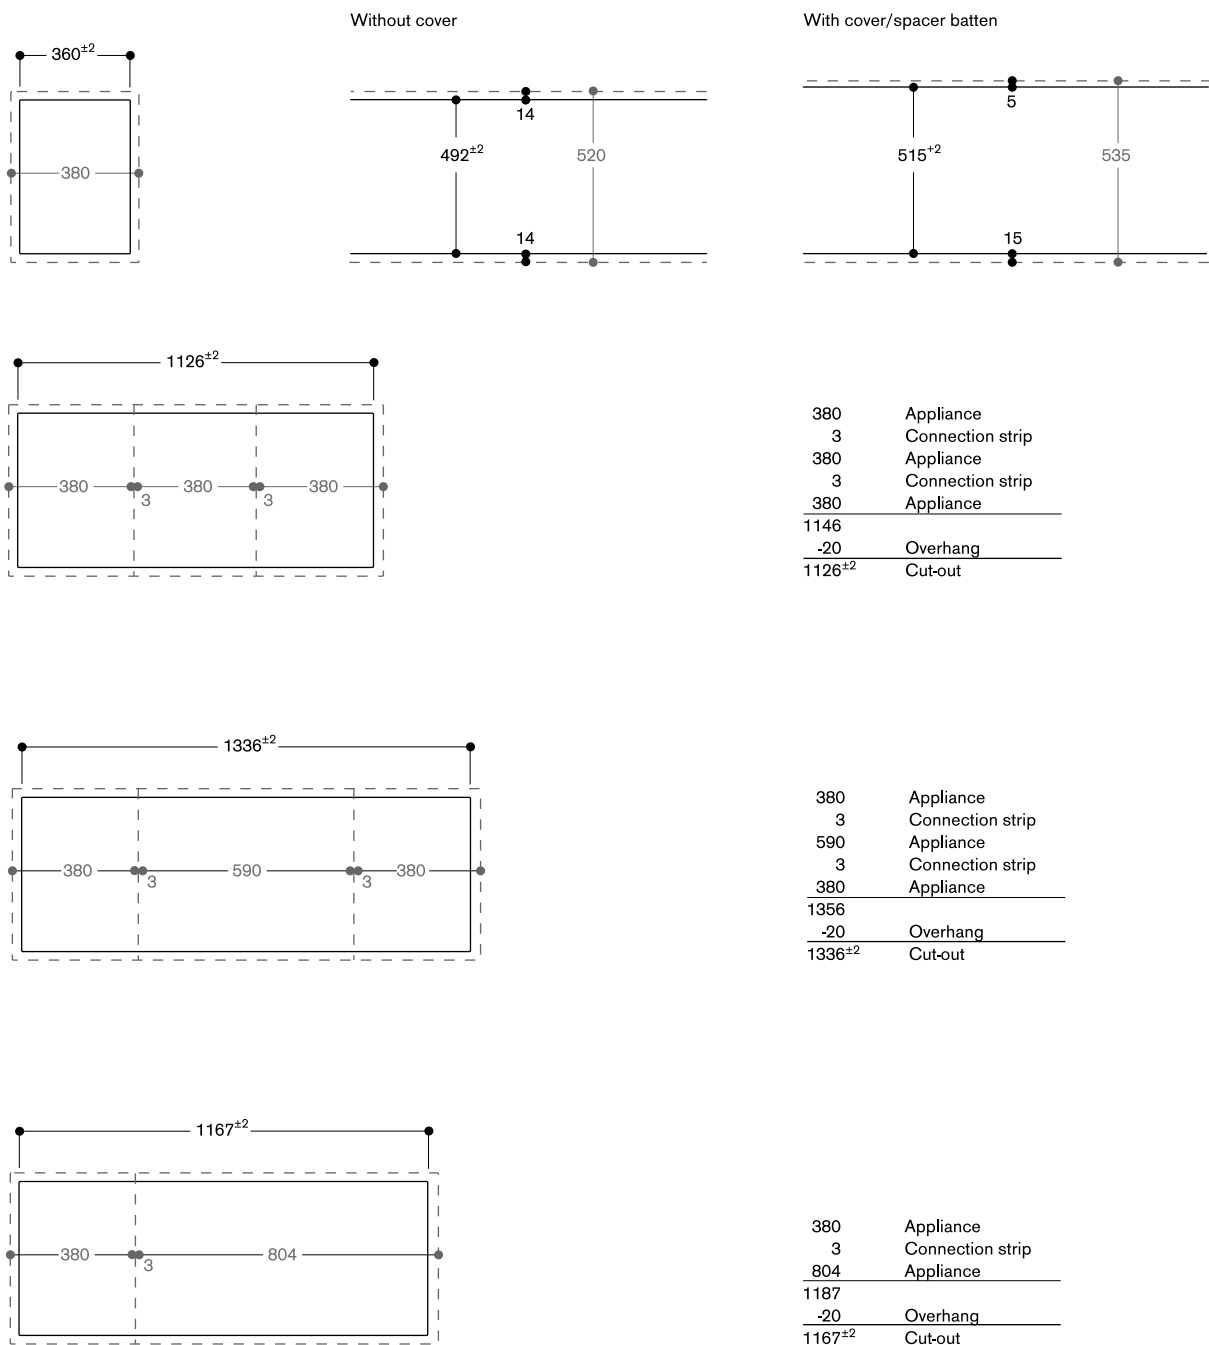 Without cover
With cover/spacer batten
360±2
14
5
492±2
520
515+2
535
380
14
15
1126±2
380
3
380
3
380
380 Appliance
3 Connection strip
380 Appliance
3 Connection strip
380 Appliance
1146
-20 Overhang
1126±2 Cut-out
1336±2
380
3
590
3
380
380 Appliance
3 Connection strip
590 Appliance
3 Connection strip
380 Appliance
1356
-20 Overhang
1336±2 Cut-out
1167±2
380
3
804
380 Appliance
3 Connection strip
804 Appliance
1187
-20 Overhang
1167±2 Cut-out